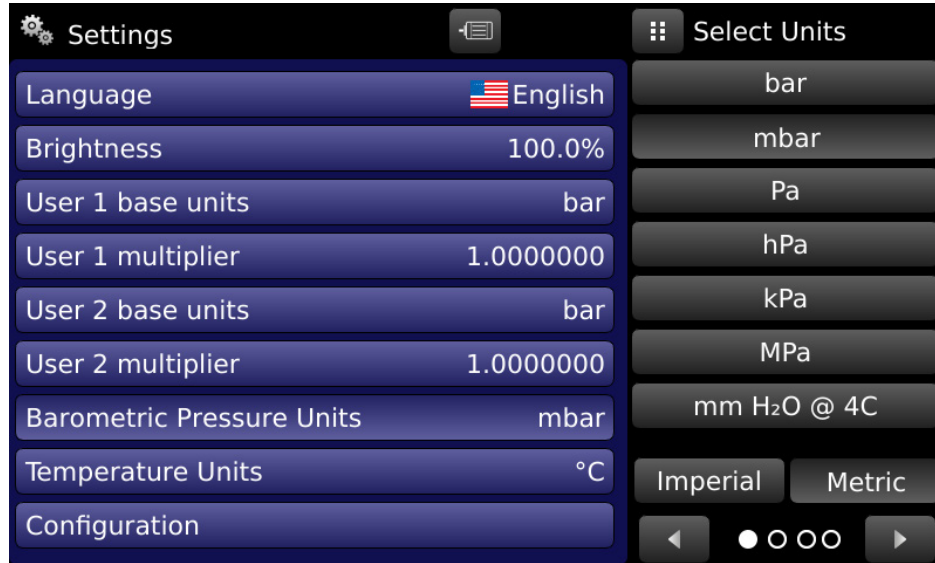 Settings
Language English
Brightness 100.0%
User 1 base units bar
User 1 multiplier 1.0000000
User 2 base units bar
User 2 multiplier 1.0000000
Barometric Pressure Units mbar
Temperature Units °C
Configuration
Select Units
bar
mbar
Pa
hPa
kPa
MPa
mm H₂O @ 4C
Imperial Metric